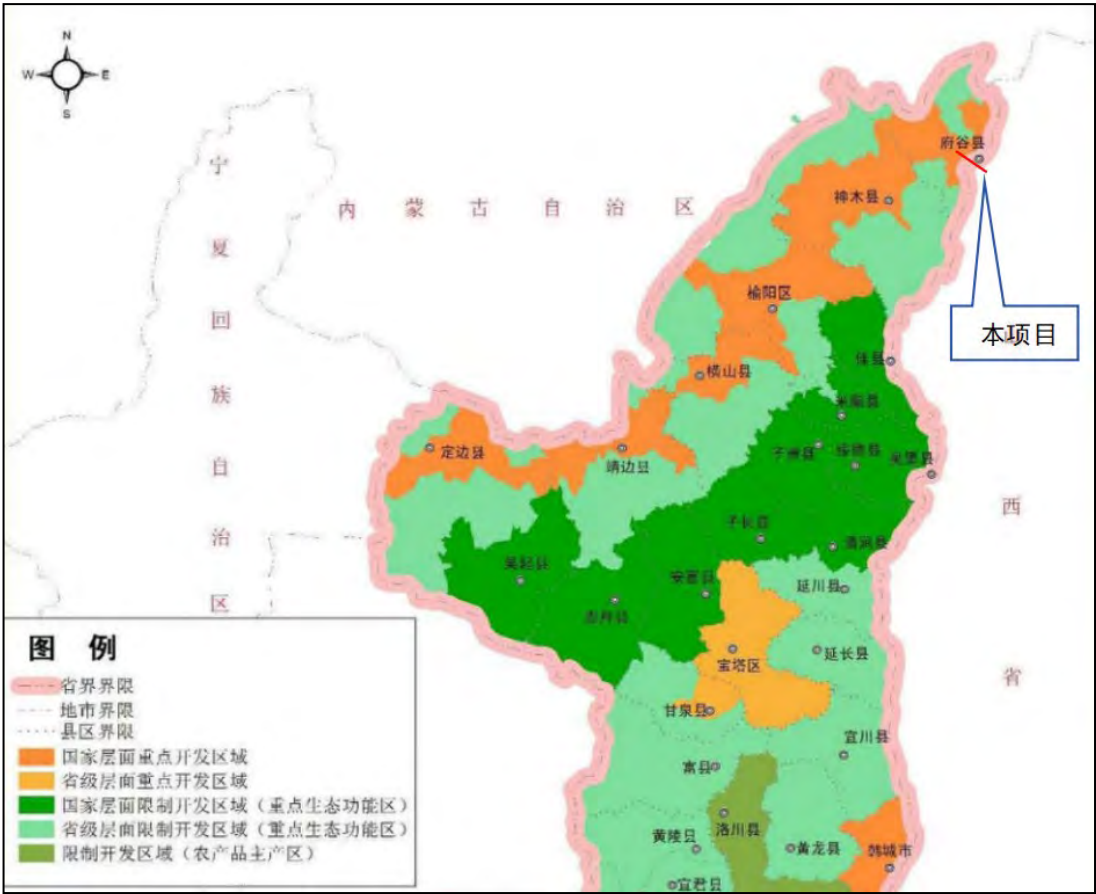 N
W E
S
宁夏回族自治区
内蒙古自治区
府谷县
神木县
本项目
榆阳区
佳县
横山县
米脂县
定边县
靖边县
子洲县
绥德县
吴堡县
西
子长县
清涧县
吴起县
安塞县
延川县
志丹县
宝塔区
延长县
省
甘泉县
宜川县
富县
洛川县
黄陵县
黄龙县
韩城市
宜君县
图 例
省界界限
地市界限
县区界限
国家层面重点开发区域
省级层面重点开发区域
国家层面限制开发区域（重点生态功能区）
省级层面限制开发区域（重点生态功能区）
限制开发区域（农产品主产区）